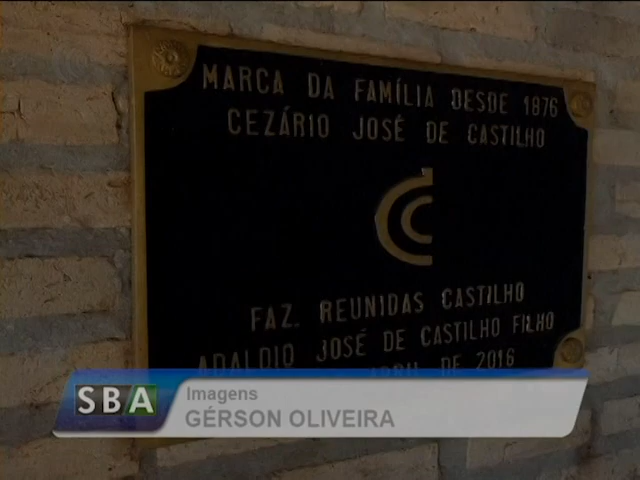 MARCA DA FAMÍLIA DESDE 1876
CEZÁRIO JOSÉ DE CASTILHO
FAZ. REUNIDAS CASTILHO
ADALDIO JOSÉ DE CASTILHO FILHO
ABRIL DE 2016
SBA
Imagens
GÉRSON OLIVEIRA